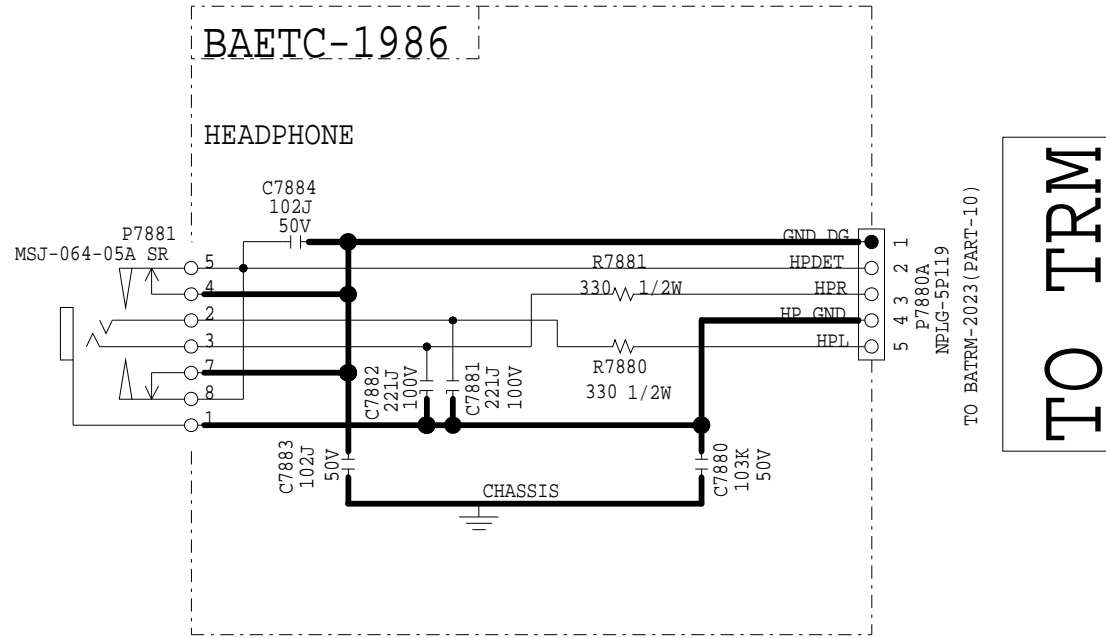 BAETC-1986
HEADPHONE
C7884
102J
50V
P7881
MSJ-064-05A SR
5
4
2
3
7
8
1
GND DG
HPDET
HPR
HP GND
HPL
R7881
330 1/2W
R7880
330 1/2W
C7882
221J
100V
C7881
221J
100V
C7883
102J
50V
C7880
103K
50V
CHASSIS
1
2
3
4
5
P7880A
NPLG-5P119
TO BATRM-2023(PART-10)
TO TRM